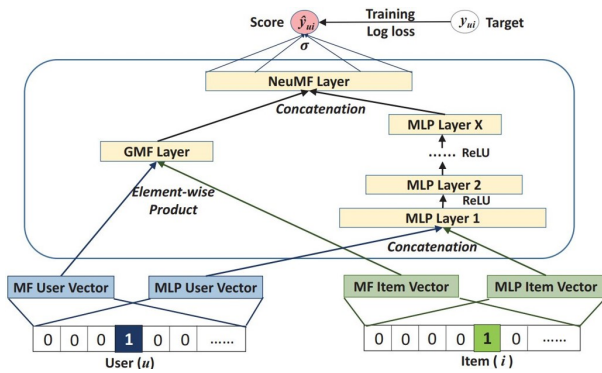 Score ŷui Training yui Target
Log loss
σ
NeuMF Layer
Concatenation
MLP Layer X
GMF Layer
...... ReLU
Element-wise
Product
MLP Layer 2
ReLU
MLP Layer 1
Concatenation
MF User Vector MLP User Vector MF Item Vector MLP Item Vector
0 0 0 1 0 0 ...... 0 0 0 0 1 0 ......
User (u) Item ( i )